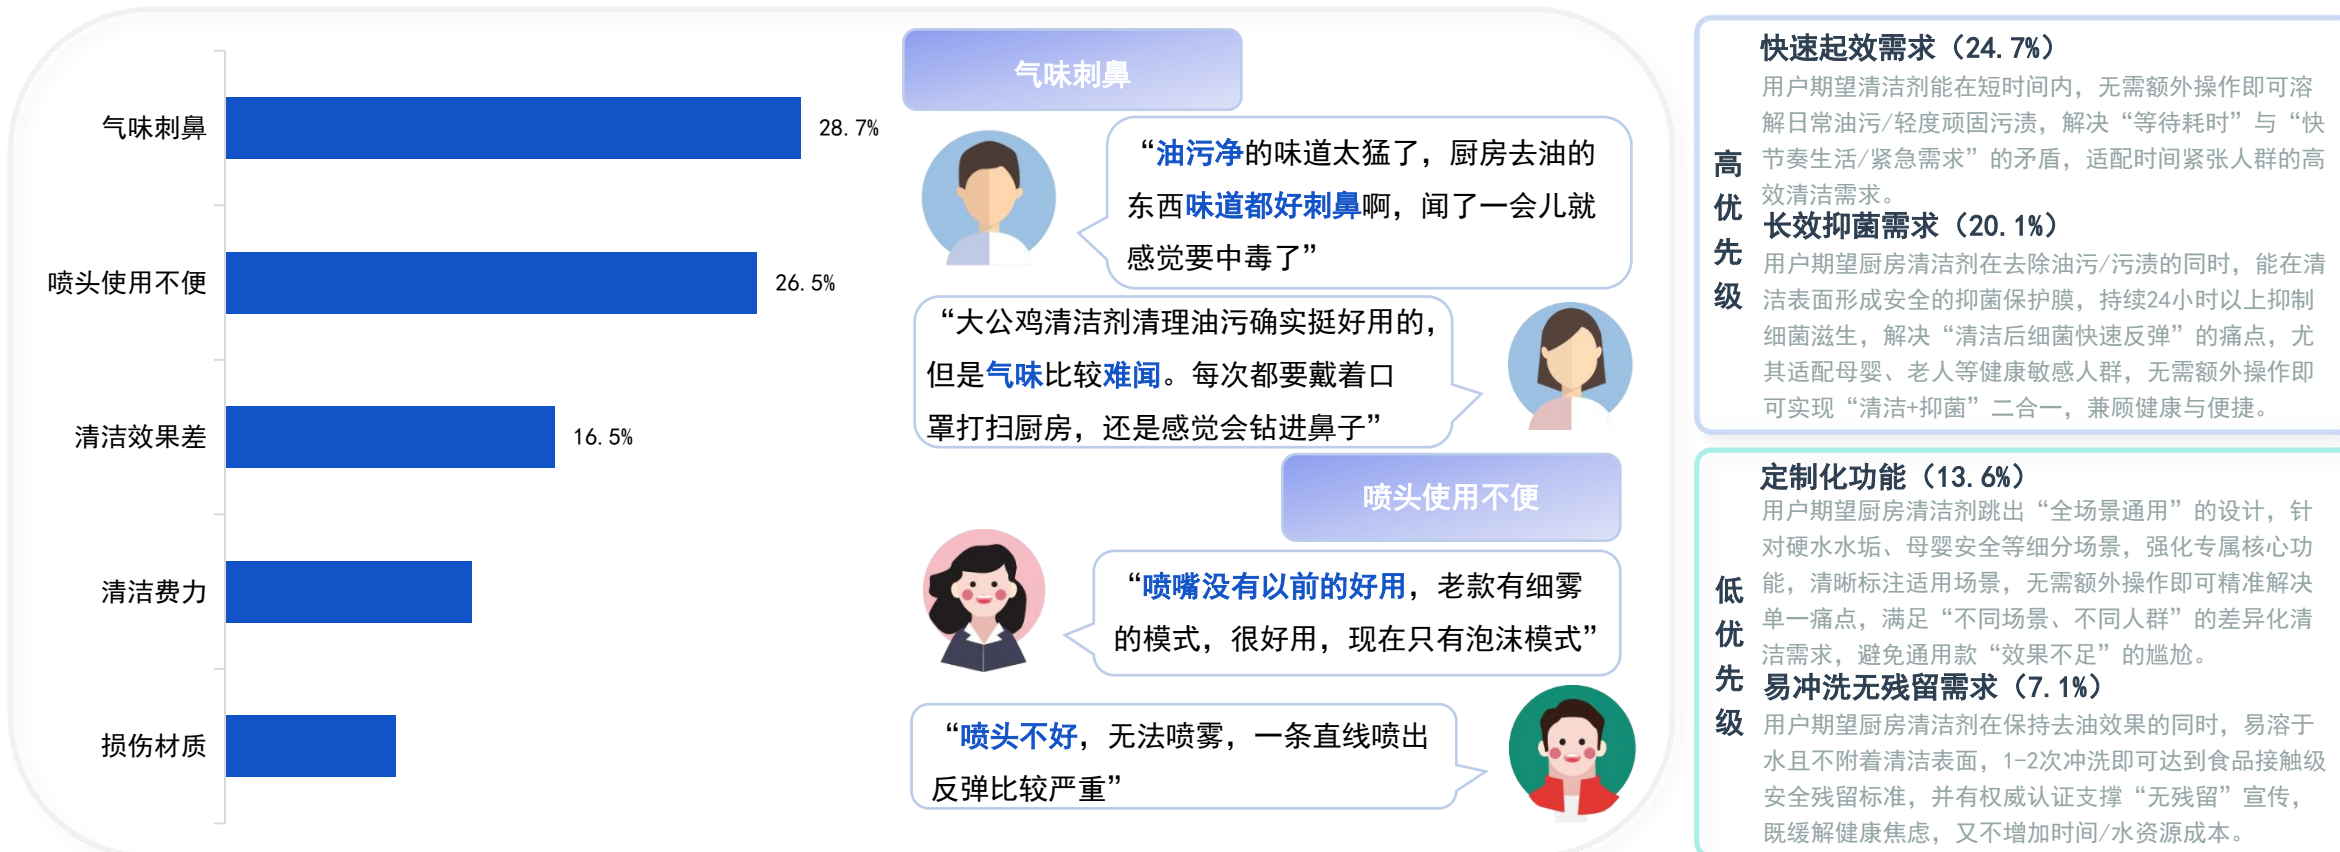 气味刺鼻
28.7%
喷头使用不便
26.5%
清洁效果差
16.5%
清洁费力
损伤材质
气味刺鼻
“油污净的味道太猛了，厨房去油的
东西味道都好刺鼻啊，闻了一会儿就
感觉要中毒了”
“大公鸡清洁剂清理油污确实挺好用的，
但是气味比较难闻。每次都要戴着口
罩打扫厨房，还是感觉会钻进鼻子”
喷头使用不便
“喷嘴没有以前的好用，老款有细雾
的模式，很好用，现在只有泡沫模式”
“喷头不好，无法喷雾，一条直线喷出
反弹比较严重”
高优先级
快速起效需求（24.7%）
用户期望清洁剂能在短时间内，无需额外操作即可溶
解日常油污/轻度顽固污渍，解决“等待耗时”与“快
节奏生活/紧急需求”的矛盾，适配时间紧张人群的高
效清洁需求。
长效抑菌需求（20.1%）
用户期望厨房清洁剂在去除油污/污渍的同时，能在清
洁表面形成安全的抑菌保护膜，持续24小时以上抑制
细菌滋生，解决“清洁后细菌快速反弹”的痛点，尤
其适配母婴、老人等健康敏感人群，无需额外操作即
可实现“清洁+抑菌”二合一，兼顾健康与便捷。
低优先级
定制化功能（13.6%）
用户期望厨房清洁剂跳出“全场景通用”的设计，针
对硬水水垢、母婴安全等细分场景，强化专属核心功
能，清晰标注适用场景，无需额外操作即可精准解决
单一痛点，满足“不同场景、不同人群”的差异化清
洁需求，避免通用款“效果不足”的尴尬。
易冲洗无残留需求（7.1%）
用户期望厨房清洁剂在保持去油效果的同时，易溶于
水且不附着清洁表面，1-2次冲洗即可达到食品接触级
安全残留标准，并有权威认证支撑“无残留”宣传，
既缓解健康焦虑，又不增加时间/水资源成本。